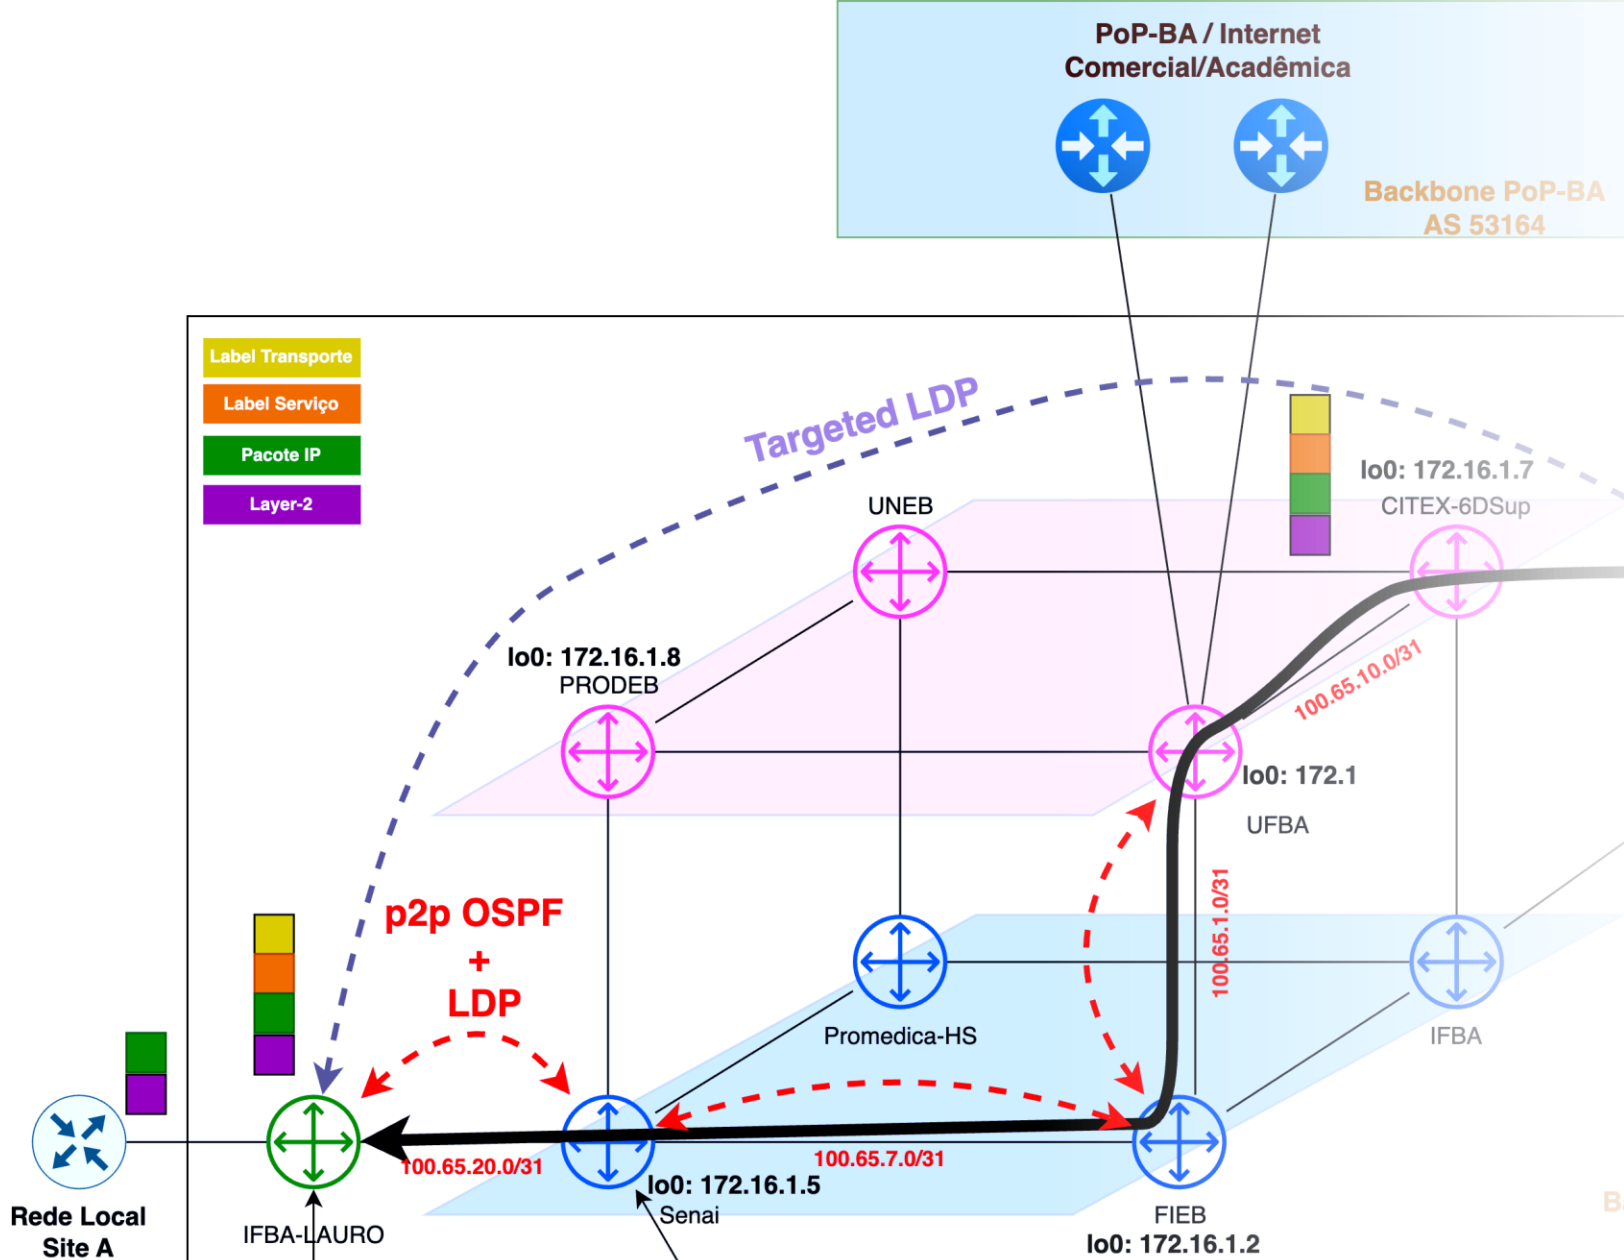 PoP-BA / Internet
Comercial/Acadêmica
Backbone PoP-BA
AS 53164
Label Transporte
Label Serviço
Pacote IP
Layer-2
Targeted LDP
lo0: 172.16.1.7
CITEX-6DSup
UNEB
lo0: 172.16.1.8
PRODEB
100.65.10.0/31
lo0: 172.1
UFBA
100.65.1.0/31
p2p OSPF
+
LDP
Promedica-HS
IFBA
100.65.20.0/31
100.65.7.0/31
lo0: 172.16.1.5
Senai
FIEB
lo0: 172.16.1.2
Rede Local
Site A
IFBA-LAURO